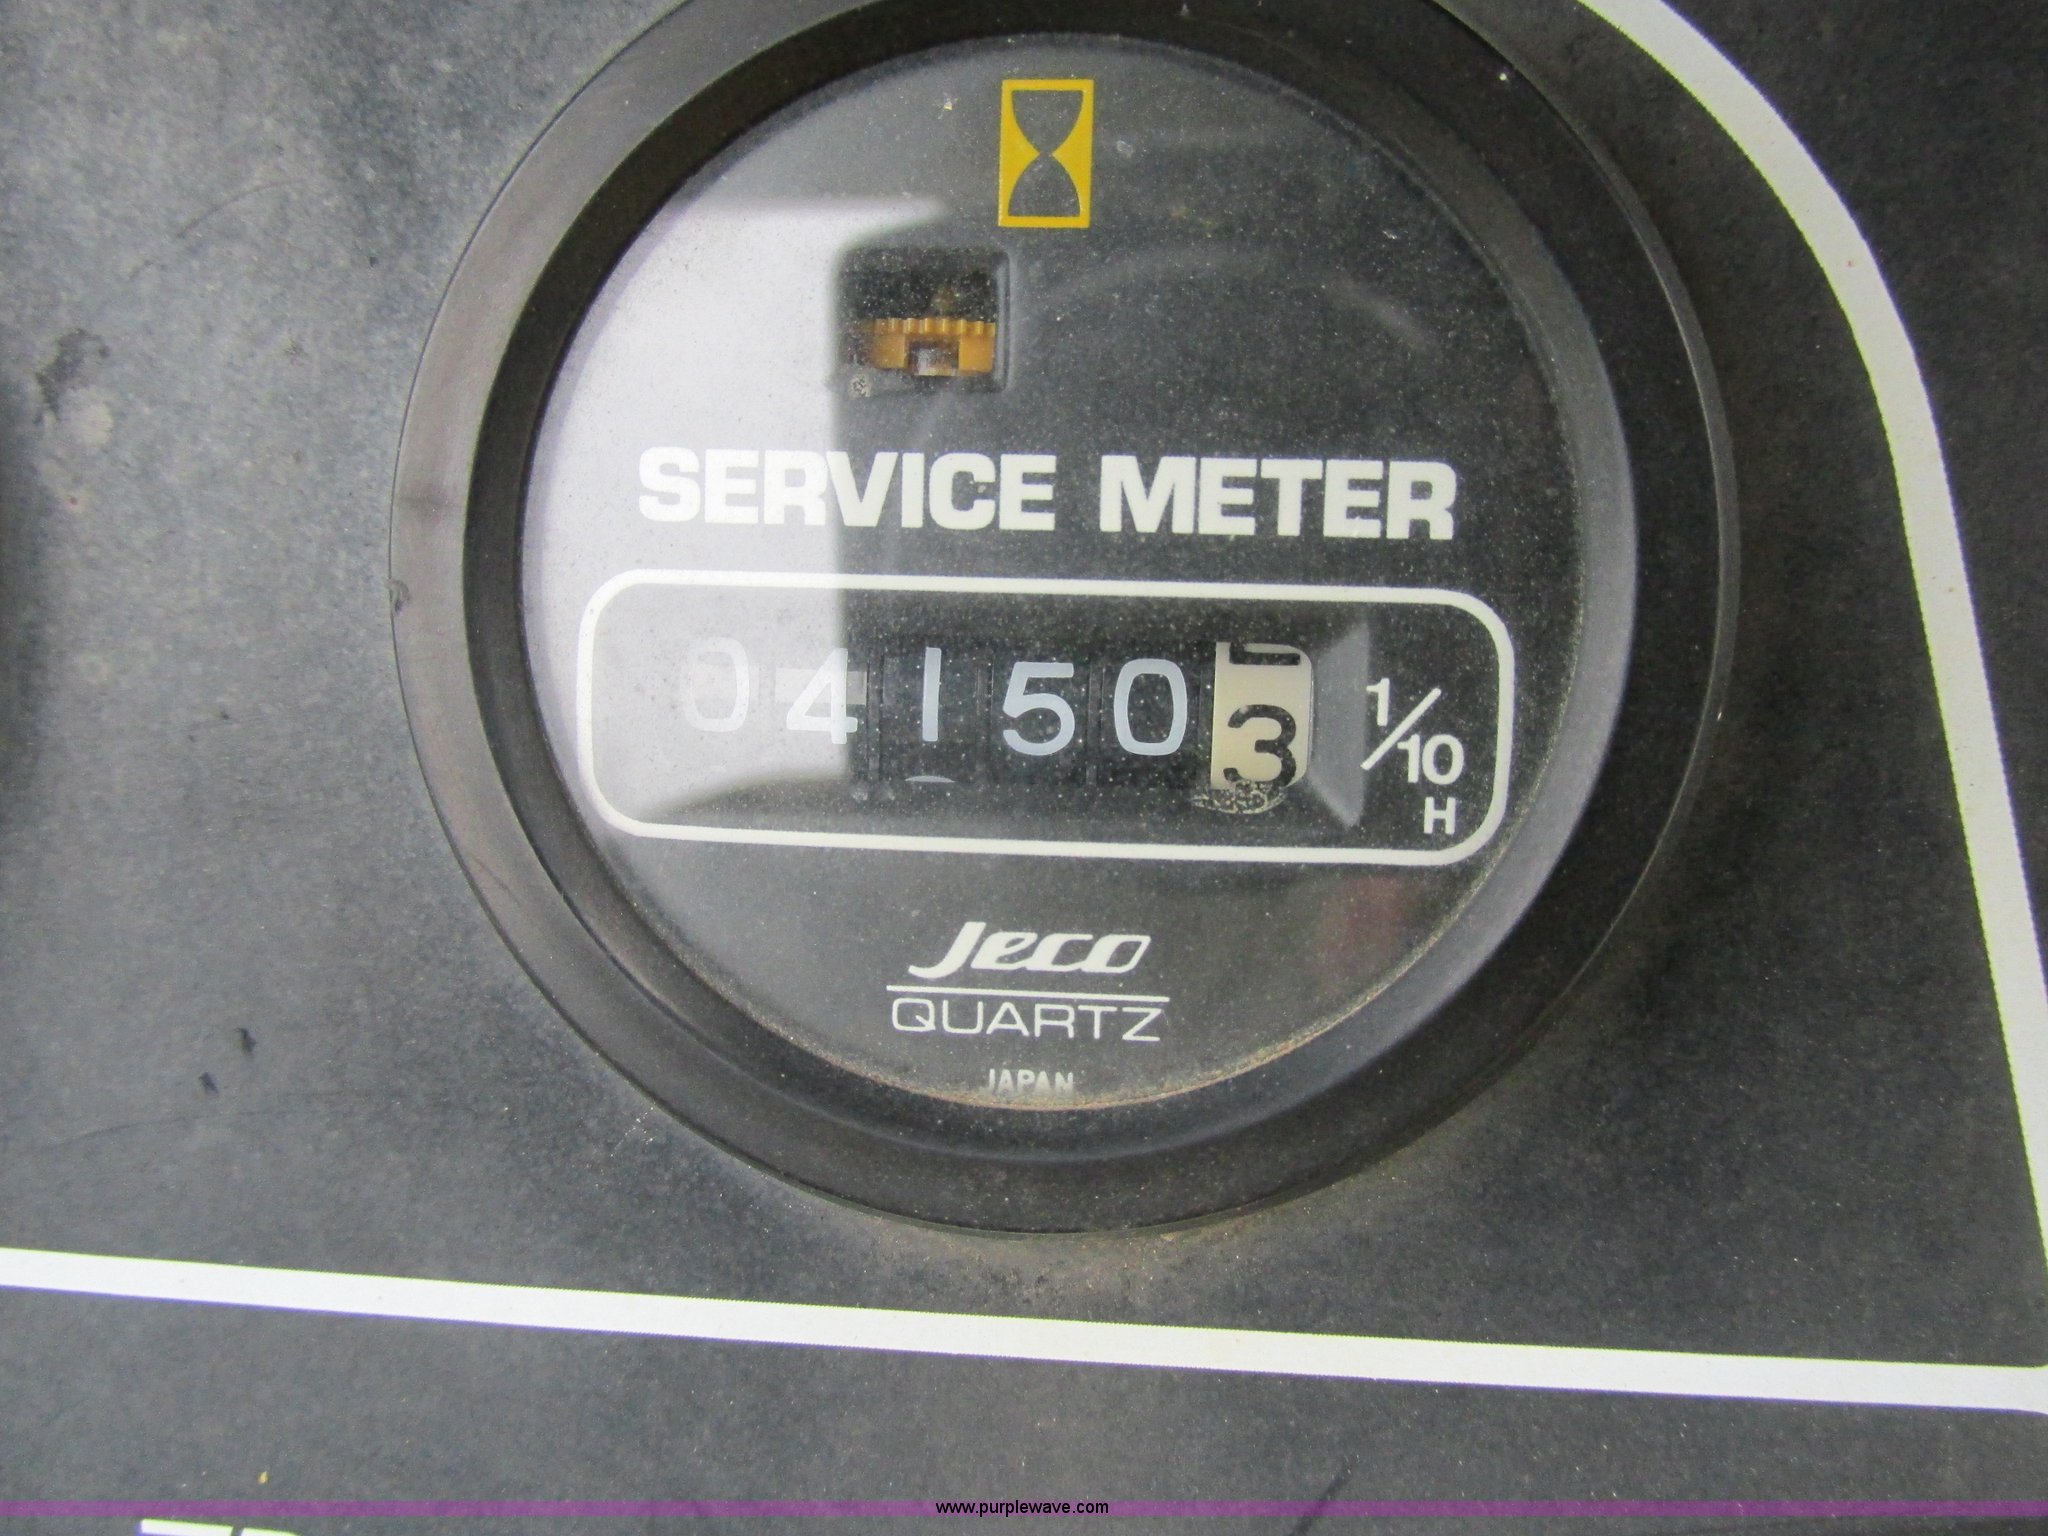 SERVICE METER
041503
1/10
H
Jeco
QUARTZ
JAPAN
www.purplewave.com